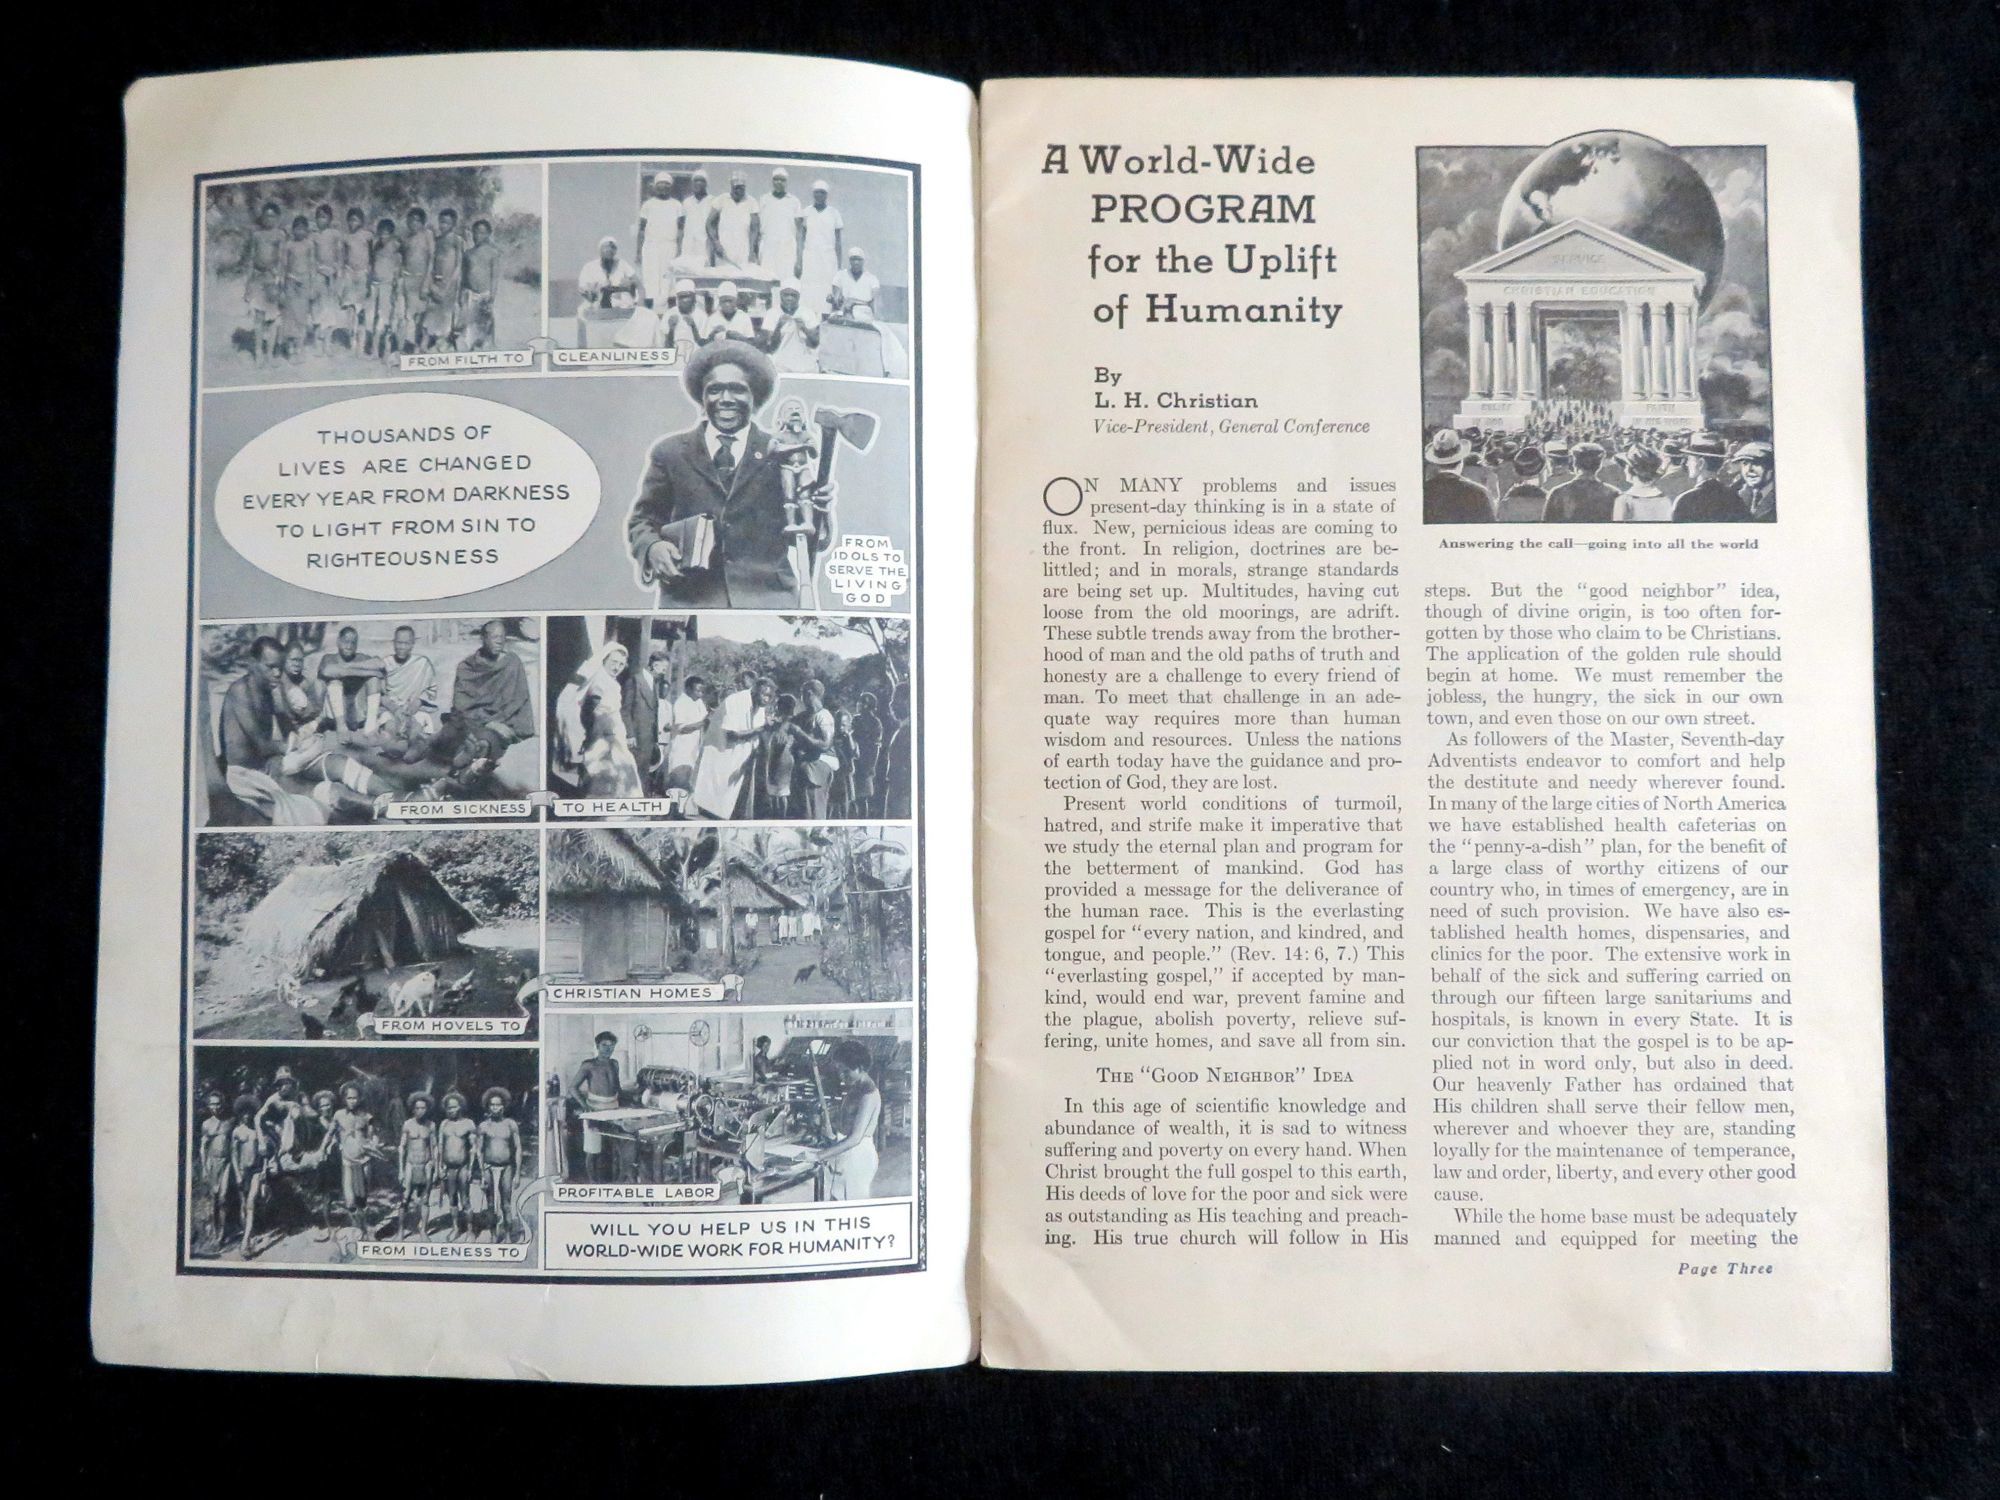 FROM FILTH TO
CLEANLINESS
THOUSANDS OF
LIVES ARE CHANGED
EVERY YEAR FROM DARKNESS
TO LIGHT FROM SIN TO
RIGHTEOUSNESS
FROM
IDOLS TO
SERVE THE
LIVING
GOD
FROM SICKNESS
TO HEALTH
FROM HOVELS TO
CHRISTIAN HOMES
FROM IDLENESS TO
PROFITABLE LABOR
WILL YOU HELP US IN THIS
WORLD-WIDE WORK FOR HUMANITY?
A World-Wide
PROGRAM
for the Uplift
of Humanity
By
L. H. Christian
Vice-President, General Conference
ON MANY problems and issues
present-day thinking is in a state of
flux. New, pernicious ideas are coming to
the front. In religion, doctrines are be-
littled; and in morals, strange standards
are being set up. Multitudes, having cut
loose from the old moorings, are adrift.
These subtle trends away from the brother-
hood of man and the old paths of truth and
honesty are a challenge to every friend of
man. To meet that challenge in an ade-
quate way requires more than human
wisdom and resources. Unless the nations
of earth today have the guidance and pro-
tection of God, they are lost.
Present world conditions of turmoil,
hatred, and strife make it imperative that
we study the eternal plan and program for
the betterment of mankind. God has
provided a message for the deliverance of
the human race. This is the everlasting
gospel for "every nation, and kindred, and
tongue, and people." (Rev. 14: 6, 7.) This
"everlasting gospel," if accepted by man-
kind, would end war, prevent famine and
the plague, abolish poverty, relieve suf-
fering, unite homes, and save all from sin.
THE "GOOD NEIGHBOR" IDEA
In this age of scientific knowledge and
abundance of wealth, it is sad to witness
suffering and poverty on every hand. When
Christ brought the full gospel to this earth,
His deeds of love for the poor and sick were
as outstanding as His teaching and preach-
ing. His true church will follow in His
SERVICE
CHRISTIAN EDUCATION
BELIEF
GOD
FAITH
IN HIS WORD
Answering the call—going into all the world
steps. But the "good neighbor" idea,
though of divine origin, is too often for-
gotten by those who claim to be Christians.
The application of the golden rule should
begin at home. We must remember the
jobless, the hungry, the sick in our own
town, and even those on our own street.
As followers of the Master, Seventh-day
Adventists endeavor to comfort and help
the destitute and needy wherever found.
In many of the large cities of North America
we have established health cafeterias on
the "penny-a-dish" plan, for the benefit of
a large class of worthy citizens of our
country who, in times of emergency, are in
need of such provision. We have also es-
tablished health homes, dispensaries, and
clinics for the poor. The extensive work in
behalf of the sick and suffering carried on
through our fifteen large sanitariums and
hospitals, is known in every State. It is
our conviction that the gospel is to be ap-
plied not in word only, but also in deed.
Our heavenly Father has ordained that
His children shall serve their fellow men,
wherever and whoever they are, standing
loyally for the maintenance of temperance,
law and order, liberty, and every other good
cause.
While the home base must be adequately
manned and equipped for meeting the
Page Three